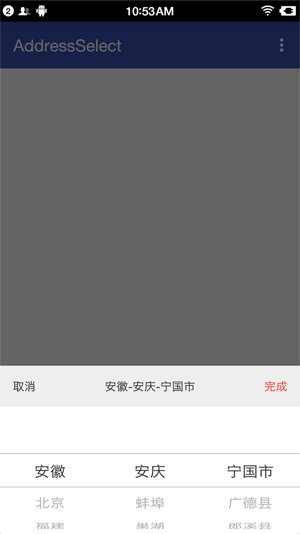 2 10:53AM
AddressSelect
取消 安徽-安庆-宁国市 完成
安徽 安庆 宁国市
北京 蚌埠 广德县
福建 巢湖 郎溪县